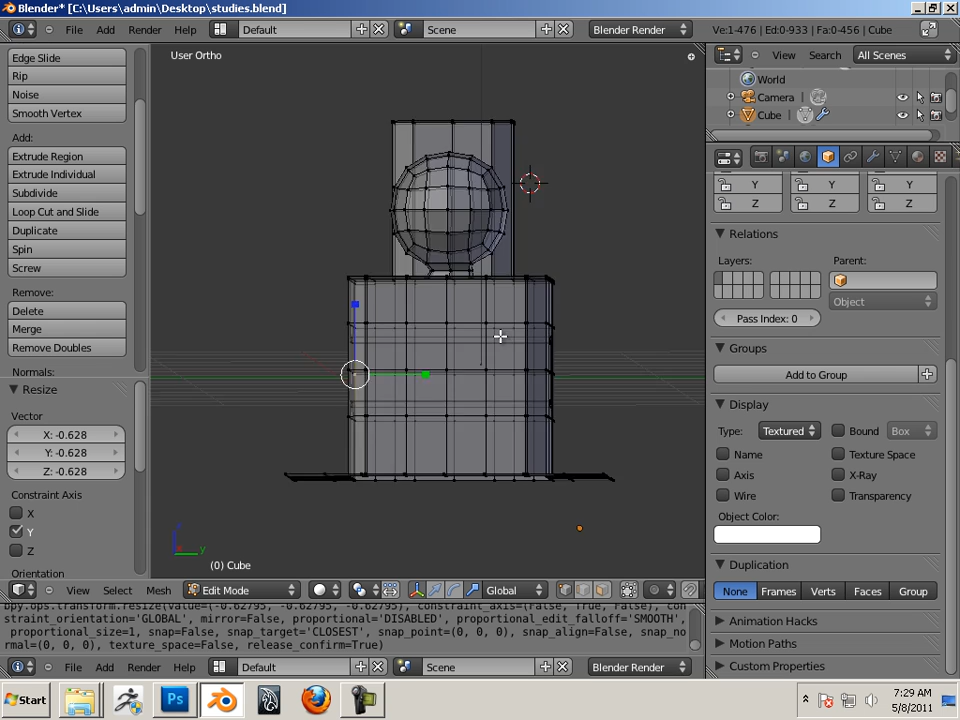 Blender* [C:\Users\admin\Desktop\studies.blend]
File Add Render Help Default Scene Blender Render Ve:1-476 | Ed:0-933 | Fa:0-456 | Cube
Edge Slide
Rip
Noise
Smooth Vertex
Add:
Extrude Region
Extrude Individual
Subdivide
Loop Cut and Slide
Duplicate
Spin
Screw
Remove:
Delete
Merge
Remove Doubles
Normals:
Resize
Vector
X: -0.628
Y: -0.628
Z: -0.628
Constraint Axis
X
Y
Z
Orientation
User Ortho
z
y
(0) Cube
View Select Mesh Edit Mode Global
bpy.ops.transform.resize(value=(-0.62795, -0.62795, -0.62795), constraint_axis=(False, True, False), con
straint_orientation='GLOBAL', mirror=False, proportional='DISABLED', proportional_edit_falloff='SMOOTH',
proportional_size=1, snap=False, snap_target='CLOSEST', snap_point=(0, 0, 0), snap_align=False, snap_no
rmal=(0, 0, 0), texture_space=False, release_confirm=True)
File Add Render Help Default Scene Blender Render
View Search All Scenes
World
Camera
Cube
Y Y Y
Z Z Z
Relations
Layers: Parent:
Object
Pass Index: 0
Groups
Add to Group
Display
Type: Textured Bound Box
Name Texture Space
Axis X-Ray
Wire Transparency
Object Color:
Duplication
None Frames Verts Faces Group
Animation Hacks
Motion Paths
Custom Properties
Start Ps 7:29 AM
5/8/2011